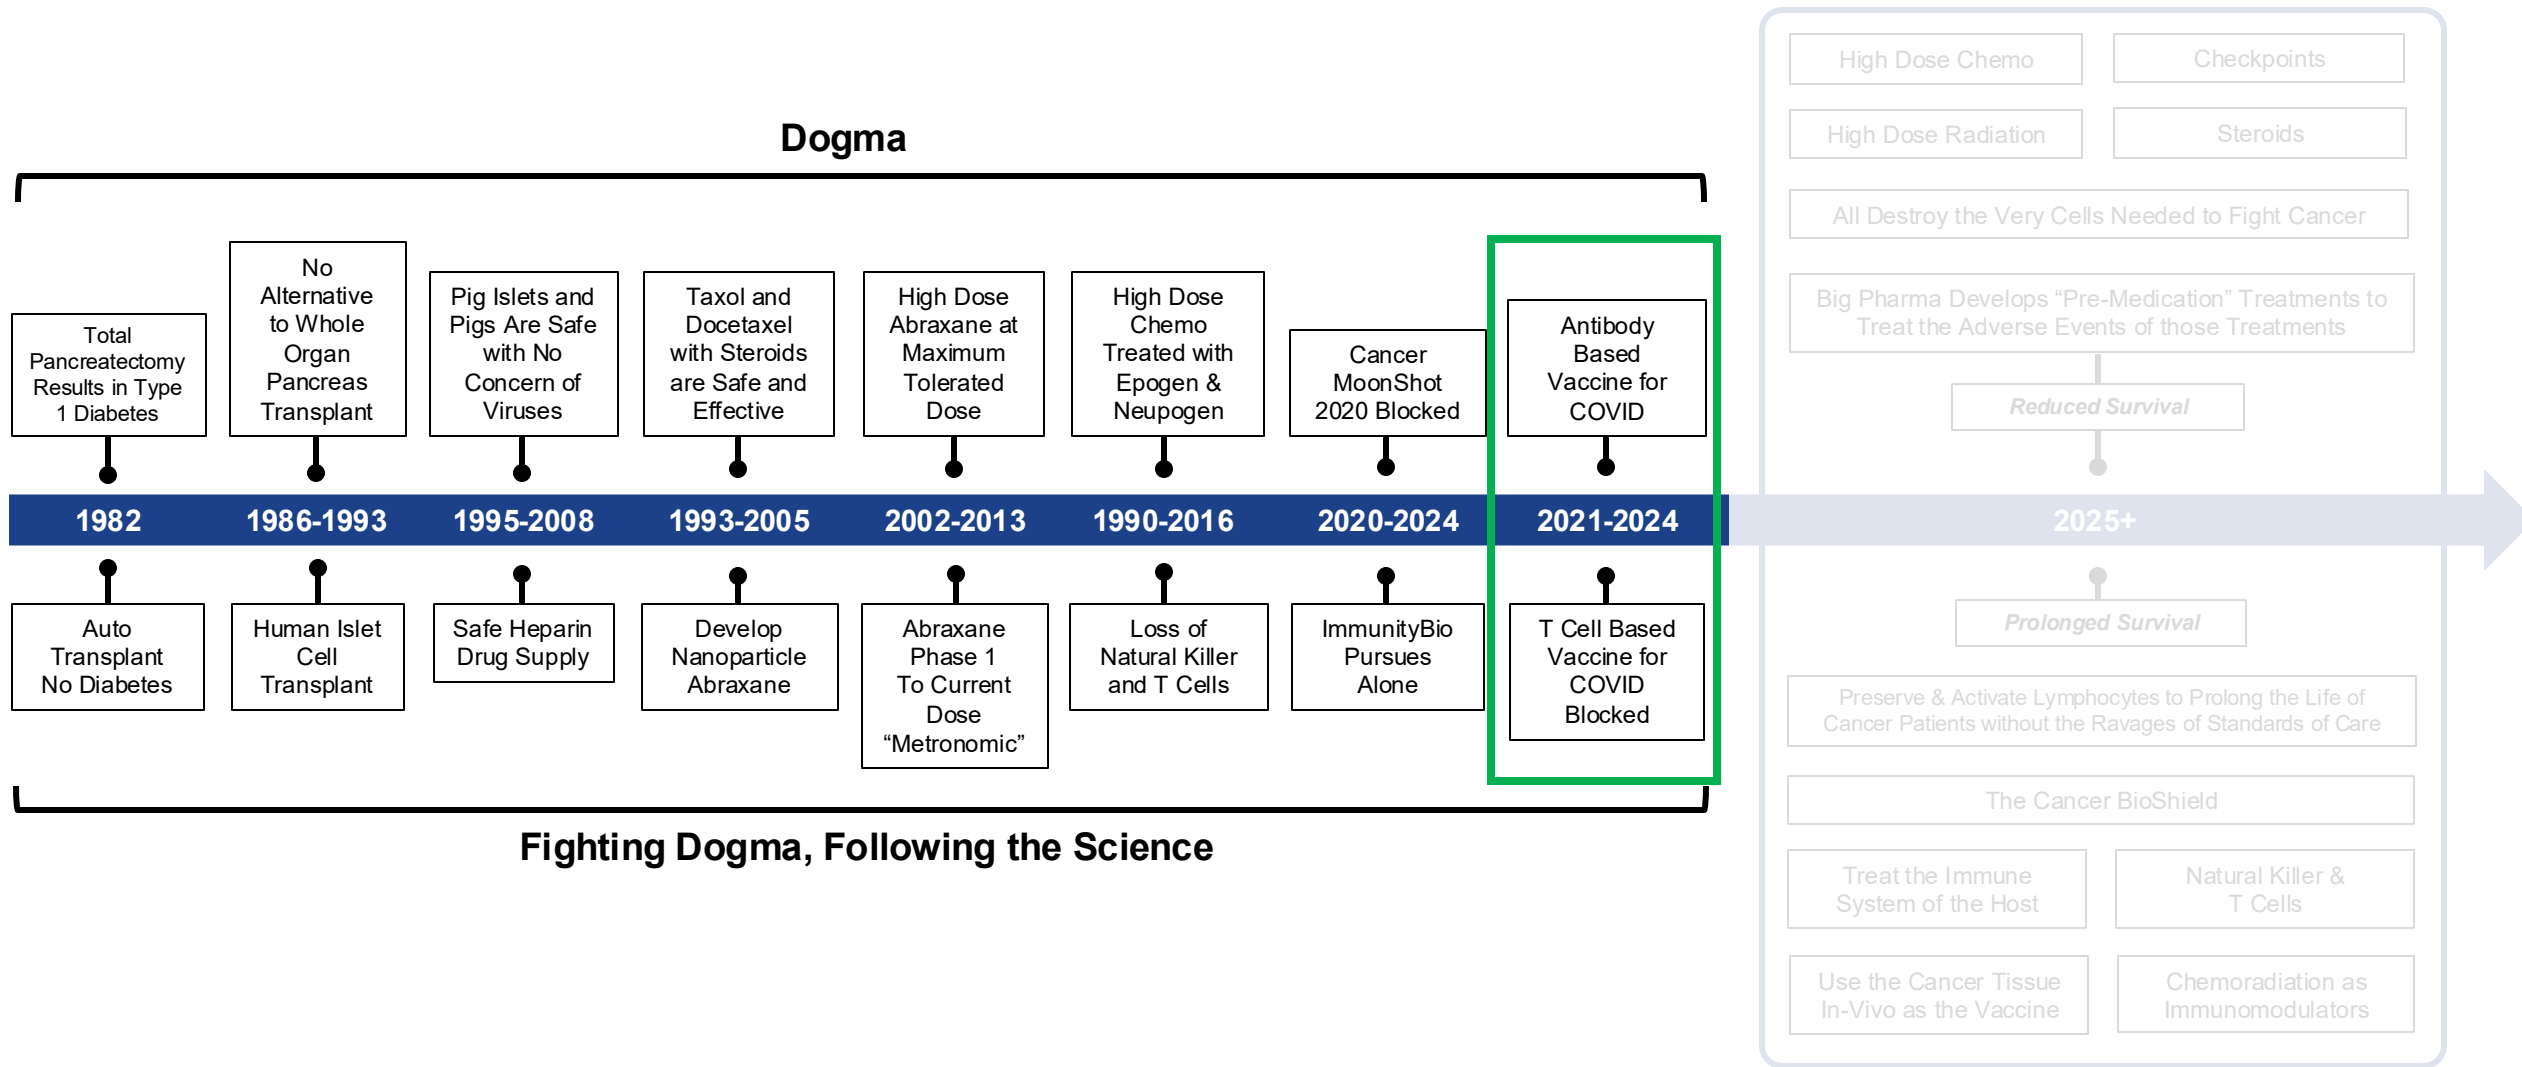 Dogma
Total
Pancreatectomy
Results in Type
1 Diabetes
No
Alternative
to Whole
Organ
Pancreas
Transplant
Pig Islets and
Pigs Are Safe
with No
Concern of
Viruses
Taxol and
Docetaxel
with Steroids
are Safe and
Effective
High Dose
Abraxane at
Maximum
Tolerated
Dose
High Dose
Chemo
Treated with
Epogen &
Neupogen
Cancer
MoonShot
2020 Blocked
Antibody
Based
Vaccine for
COVID
1982
1986-1993
1995-2008
1993-2005
2002-2013
1990-2016
2020-2024
2021-2024
2025+
Auto
Transplant
No Diabetes
Human Islet
Cell
Transplant
Safe Heparin
Drug Supply
Develop
Nanoparticle
Abraxane
Abraxane
Phase 1
To Current
Dose
“Metronomic”
Loss of
Natural Killer
and T Cells
ImmunityBio
Pursues
Alone
T Cell Based
Vaccine for
COVID
Blocked
Fighting Dogma, Following the Science
High Dose Chemo
Checkpoints
High Dose Radiation
Steroids
All Destroy the Very Cells Needed to Fight Cancer
Big Pharma Develops “Pre-Medication” Treatments to
Treat the Adverse Events of those Treatments
Reduced Survival
Prolonged Survival
Preserve & Activate Lymphocytes to Prolong the Life of
Cancer Patients without the Ravages of Standards of Care
The Cancer BioShield
Treat the Immune
System of the Host
Natural Killer &
T Cells
Use the Cancer Tissue
In-Vivo as the Vaccine
Chemoradiation as
Immunomodulators